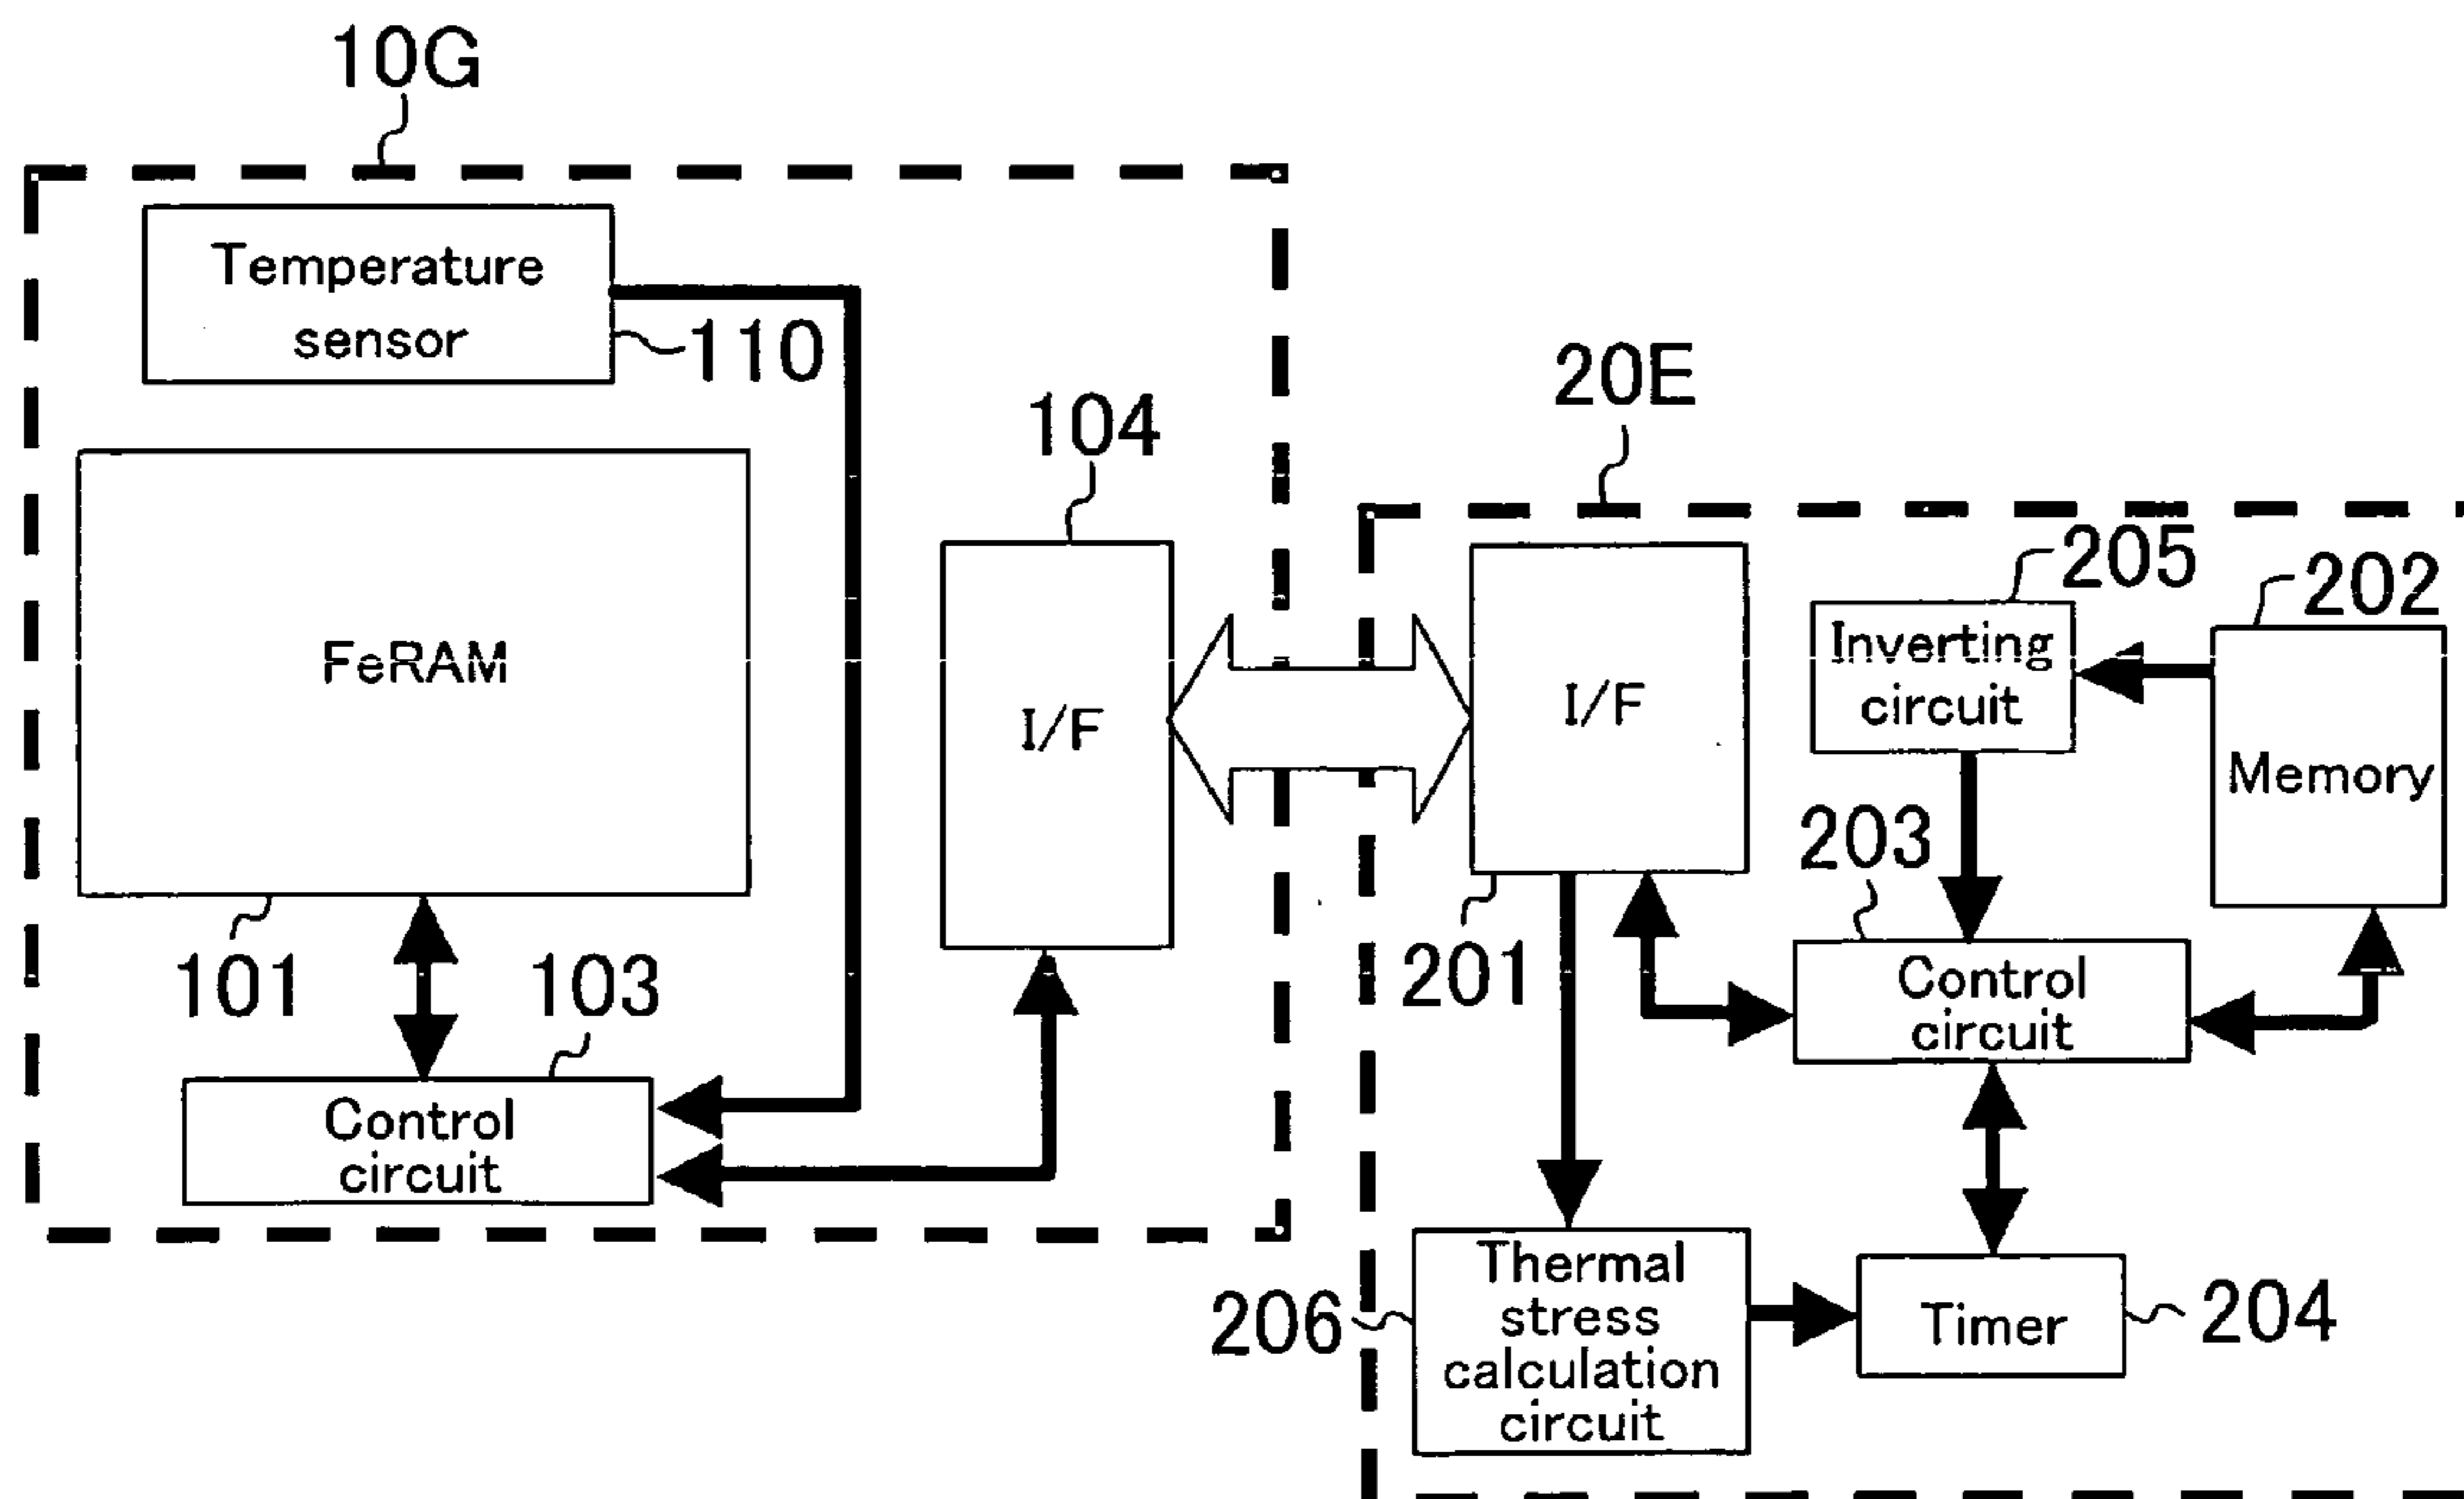 10G
Temperature
sensor
110
104
FeRAM
I/F
101
103
Control
circuit
20E
205
202
I/F
Inverting
circuit
Memory
203
201
Control
circuit
206
Thermal
stress
calculation
circuit
Timer
204